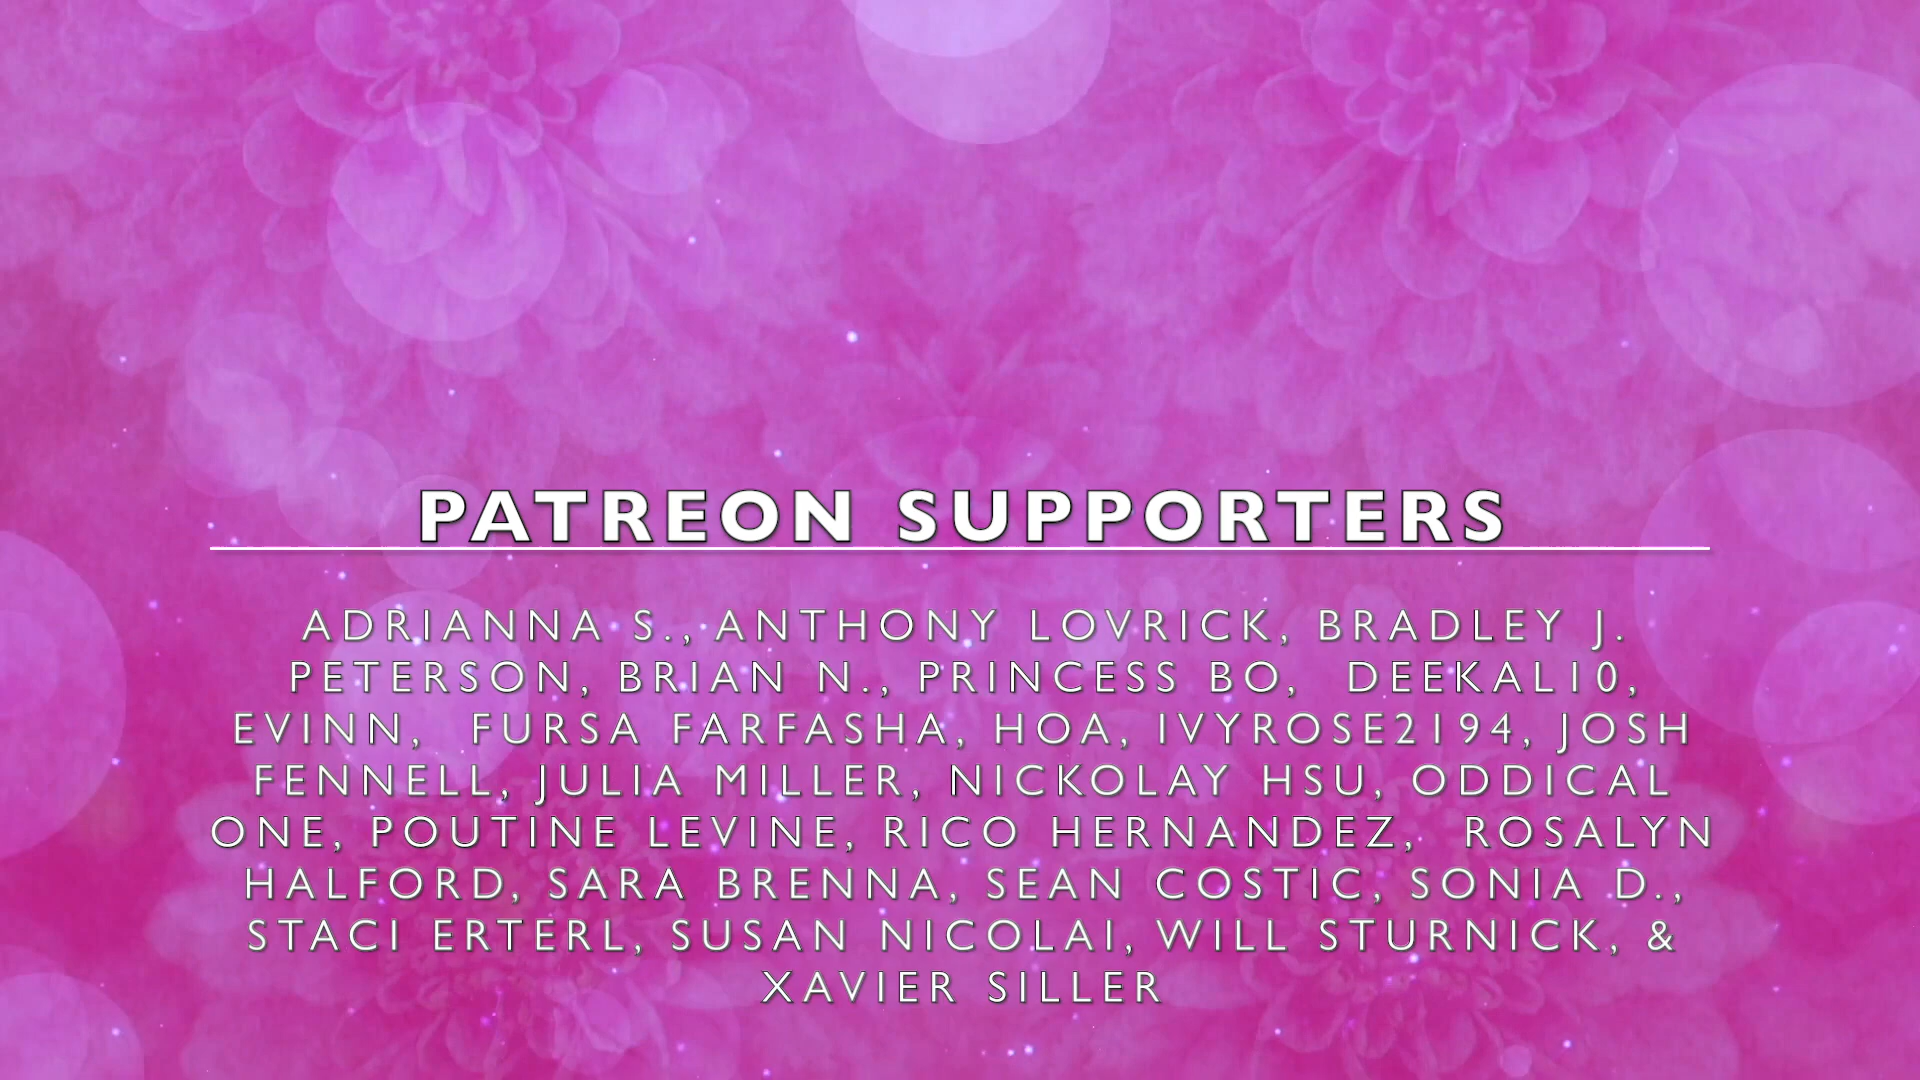 PATREON SUPPORTERS
ADRIANNA S., ANTHONY LOVRICK, BRADLEY J.
PETERSON, BRIAN N., PRINCESS BO, DEEKAL10,
EVINN, FURSA FARFASHA, HOA, IVYROSE2194, JOSH
FENNELL, JULIA MILLER, NICKOLAY HSU, ODDICAL
ONE, POUTINE LEVINE, RICO HERNANDEZ, ROSALYN
HALFORD, SARA BRENNA, SEAN COSTIC, SONIA D.,
STACI ERTERL, SUSAN NICOLAI, WILL STURNICK, &
XAVIER SILLER